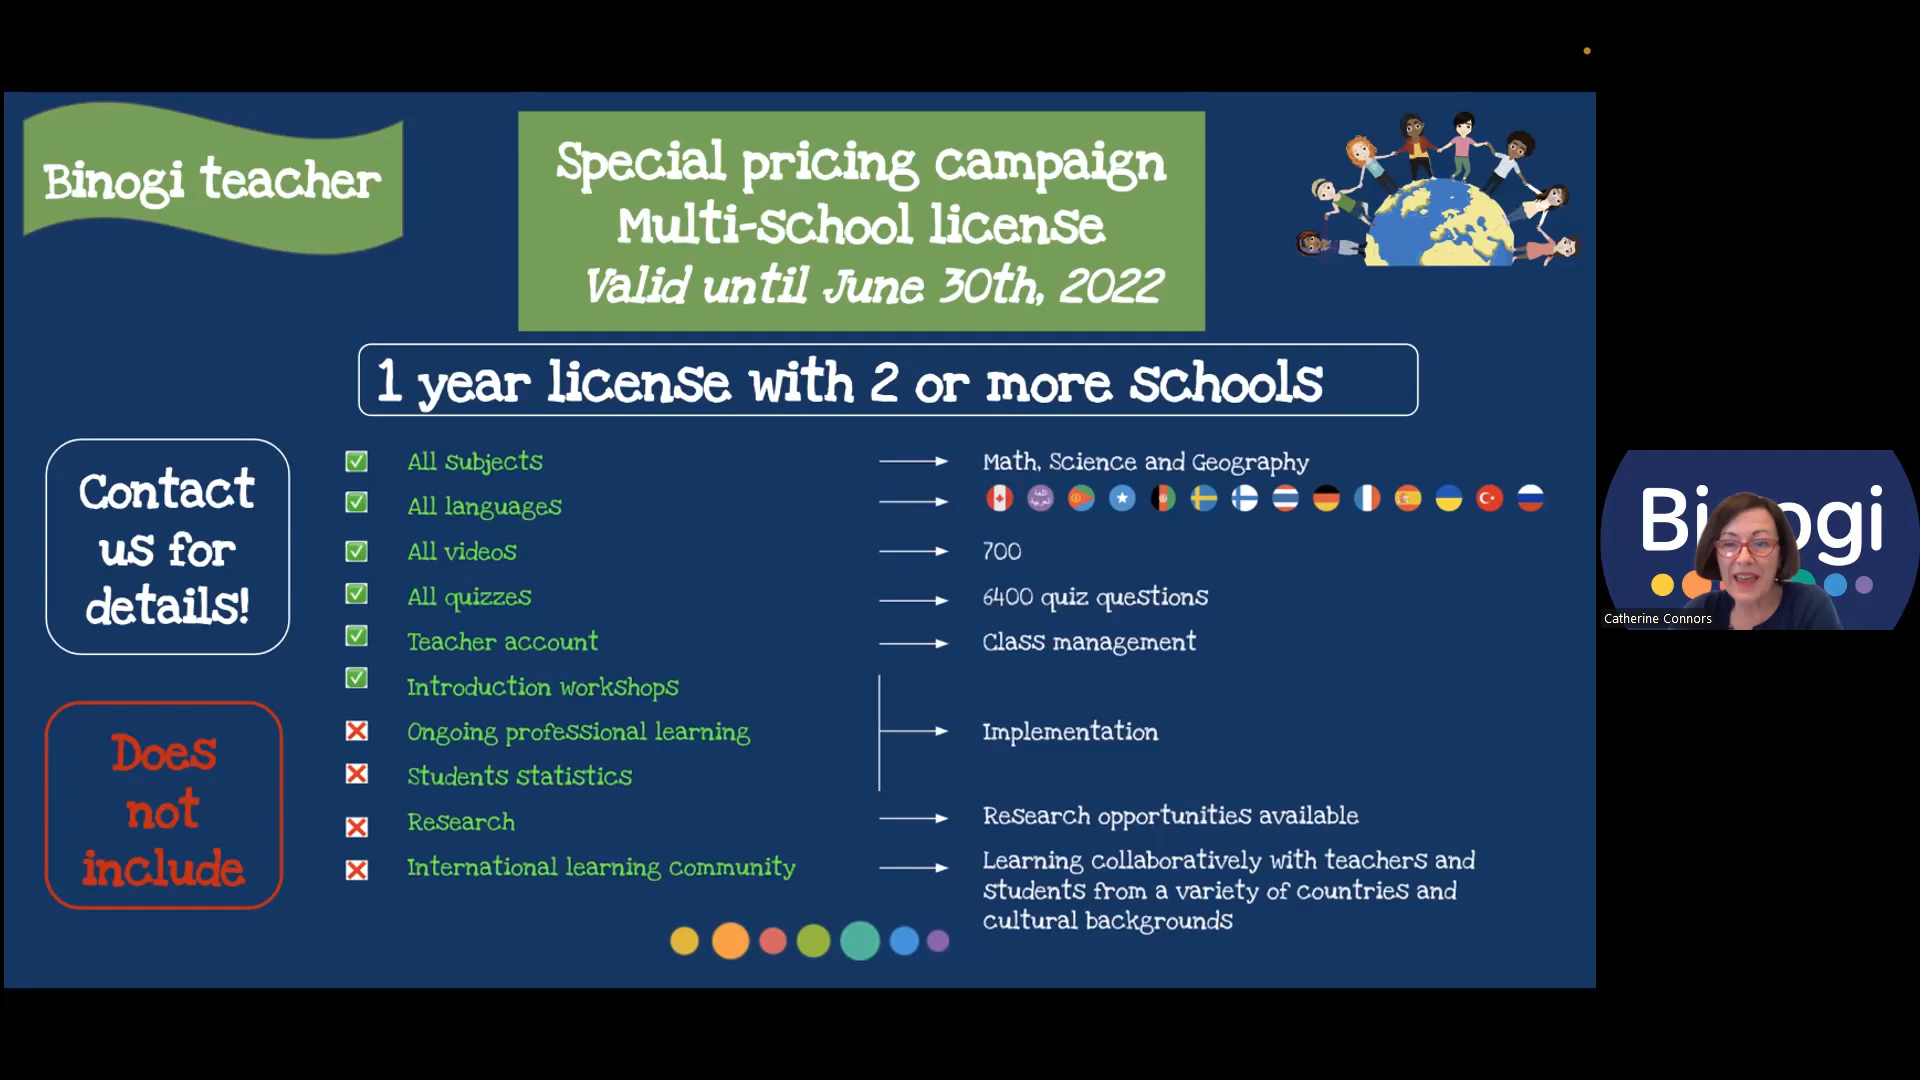 Binogi teacher
Special pricing campaign
Multi-school license
Valid until June 30th, 2022
1 year license with 2 or more schools
Contact
us for
details!
Does
not
include
All subjects
Math, Science and Geography
All languages
اللغة
العربية
All videos
700
All quizzes
6400 quiz questions
Teacher account
Class management
Introduction workshops
Ongoing professional learning
Implementation
Students statistics
Research
Research opportunities available
International learning community
Learning collaboratively with teachers and
students from a variety of countries and
cultural backgrounds
Catherine Connors